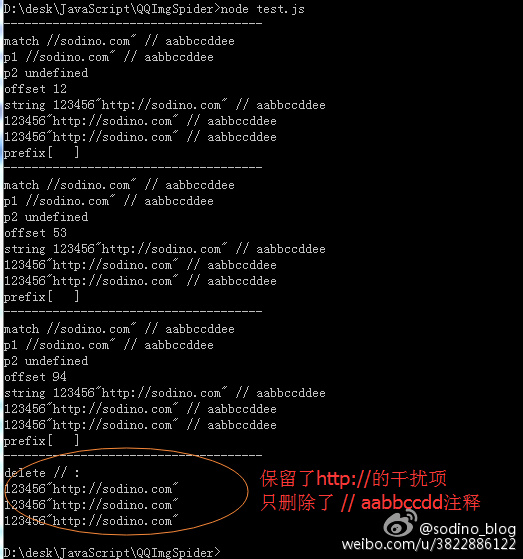 D:\desk\JavaScript\QQImgSpider>node test.js
-------------------------------------
match //sodino.com" // aabbccddee
p1 //sodino.com" // aabbccddee
p2 undefined
offset 12
string 123456"http://sodino.com" // aabbccddee
123456"http://sodino.com" // aabbccddee
123456"http://sodino.com" // aabbccddee
prefix[   ]
-------------------------------------
match //sodino.com" // aabbccddee
p1 //sodino.com" // aabbccddee
p2 undefined
offset 53
string 123456"http://sodino.com" // aabbccddee
123456"http://sodino.com" // aabbccddee
123456"http://sodino.com" // aabbccddee
prefix[   ]
-------------------------------------
match //sodino.com" // aabbccddee
p1 //sodino.com" // aabbccddee
p2 undefined
offset 94
string 123456"http://sodino.com" // aabbccddee
123456"http://sodino.com" // aabbccddee
123456"http://sodino.com" // aabbccddee
prefix[   ]
-------------------------------------
delete // :
123456"http://sodino.com"
123456"http://sodino.com"
123456"http://sodino.com"
保留了http://的干扰项
只删除了 // aabbccdd注释
@sodino_blog
weibo.com/u/3822886122
D:\desk\JavaScript\QQImgSpider>